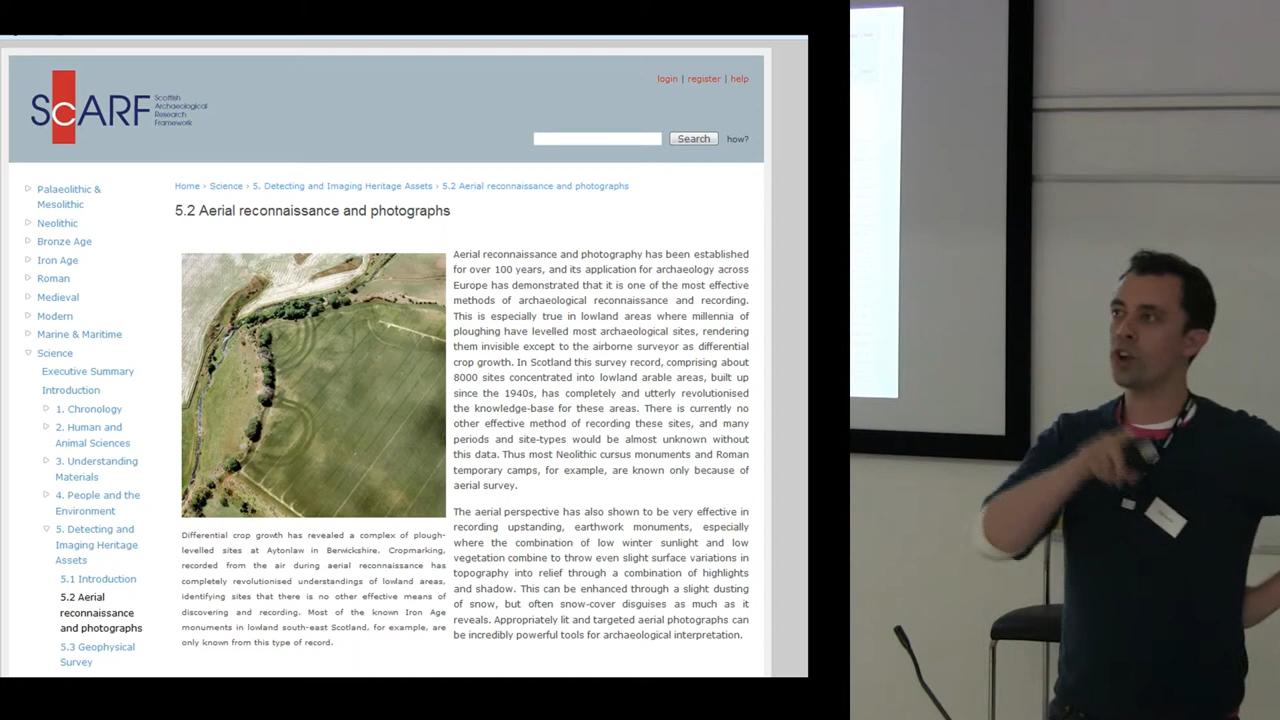 login | register | help
ScARF
Scottish
Archaeological
Research
Framework
Search
how?
Home › Science › 5. Detecting and Imaging Heritage Assets › 5.2 Aerial reconnaissance and photographs
5.2 Aerial reconnaissance and photographs
Palaeolithic &
Mesolithic
Neolithic
Bronze Age
Iron Age
Roman
Medieval
Modern
Marine & Maritime
Science
Executive Summary
Introduction
1. Chronology
2. Human and
Animal Sciences
3. Understanding
Materials
4. People and the
Environment
5. Detecting and
Imaging Heritage
Assets
5.1 Introduction
5.2 Aerial
reconnaissance
and photographs
5.3 Geophysical
Survey
Differential crop growth has revealed a complex of plough-
levelled sites at Aytonlaw in Berwickshire. Cropmarking,
recorded from the air during aerial reconnaissance has
completely revolutionised understandings of lowland areas,
identifying sites that there is no other effective means of
discovering and recording. Most of the known Iron Age
monuments in lowland south-east Scotland, for example, are
only known from this type of record.
Aerial reconnaissance and photography has been established
for over 100 years, and its application for archaeology across
Europe has demonstrated that it is one of the most effective
methods of archaeological reconnaissance and recording.
This is especially true in lowland areas where millennia of
ploughing have levelled most archaeological sites, rendering
them invisible except to the airborne surveyor as differential
crop growth. In Scotland this survey record, comprising about
8000 sites concentrated into lowland arable areas, built up
since the 1940s, has completely and utterly revolutionised
the knowledge-base for these areas. There is currently no
other effective method of recording these sites, and many
periods and site-types would be almost unknown without
this data. Thus most Neolithic cursus monuments and Roman
temporary camps, for example, are known only because of
aerial survey.
The aerial perspective has also shown to be very effective in
recording upstanding, earthwork monuments, especially
where the combination of low winter sunlight and low
vegetation combine to throw even slight surface variations in
topography into relief through a combination of highlights
and shadow. This can be enhanced through a slight dusting
of snow, but often snow-cover disguises as much as it
reveals. Appropriately lit and targeted aerial photographs can
be incredibly powerful tools for archaeological interpretation.